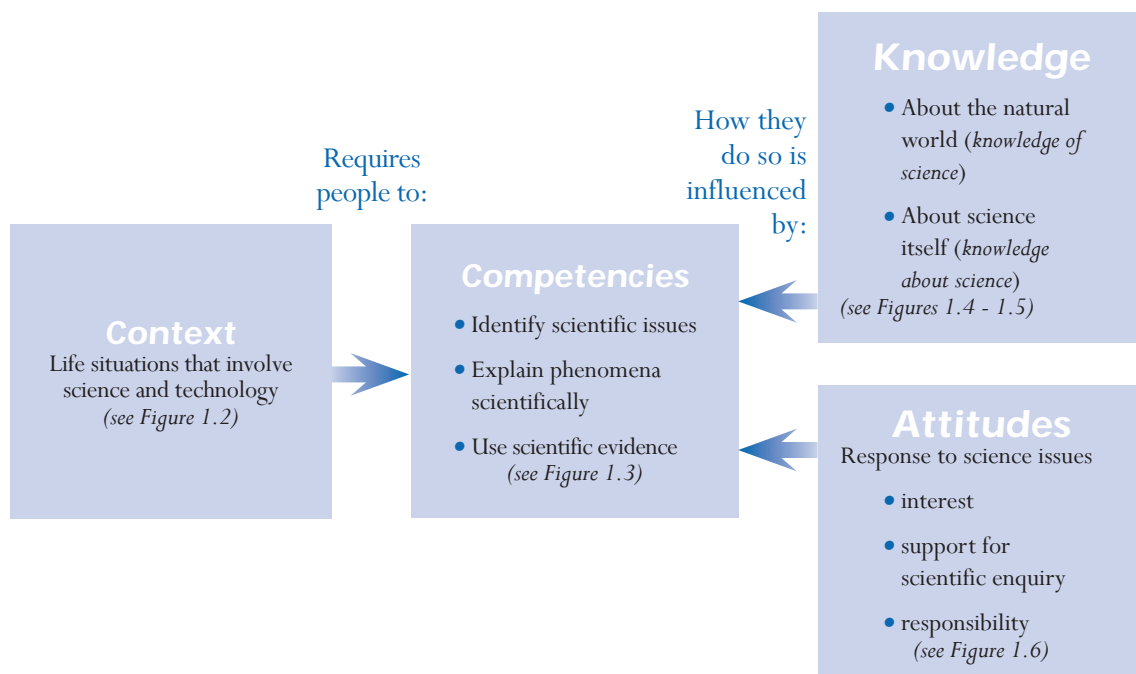 Context
Life situations that involve
science and technology
(see Figure 1.2)
Requires
people to:
Competencies
• Identify scientific issues
• Explain phenomena
scientifically
• Use scientific evidence
(see Figure 1.3)
How they
do so is
influenced
by:
Knowledge
• About the natural
world (knowledge of
science)
• About science
itself (knowledge
about science)
(see Figures 1.4 - 1.5)
Attitudes
Response to science issues
• interest
• support for
scientific enquiry
• responsibility
(see Figure 1.6)